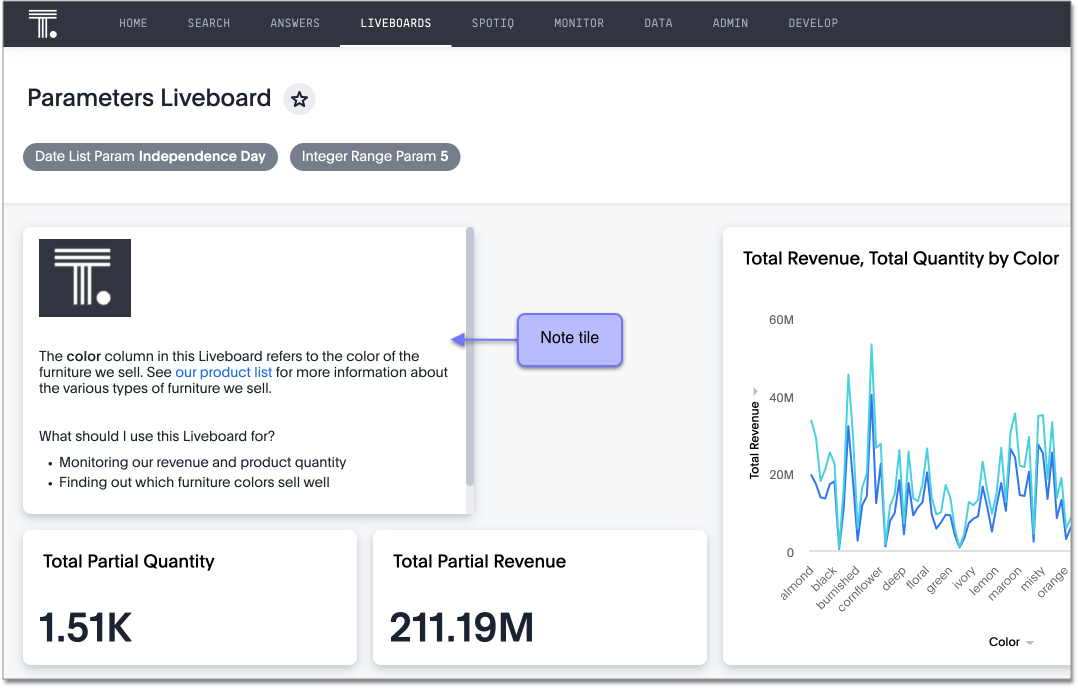 HOME SEARCH ANSWERS LIVEBOARDS SPOTIQ MONITOR DATA ADMIN DEVELOP
Parameters Liveboard
Date List Param Independence Day Integer Range Param 5
The color column in this Liveboard refers to the color of the
furniture we sell. See our product list for more information about
the various types of furniture we sell.
What should I use this Liveboard for?
• Monitoring our revenue and product quantity
• Finding out which furniture colors sell well
Note tile
Total Partial Quantity
1.51K
Total Partial Revenue
211.19M
Total Revenue, Total Quantity by Color
Total Revenue
60M
40M
20M
0
almond black burnished cornflower deep floral green ivory lemon maroon misty orange
Color